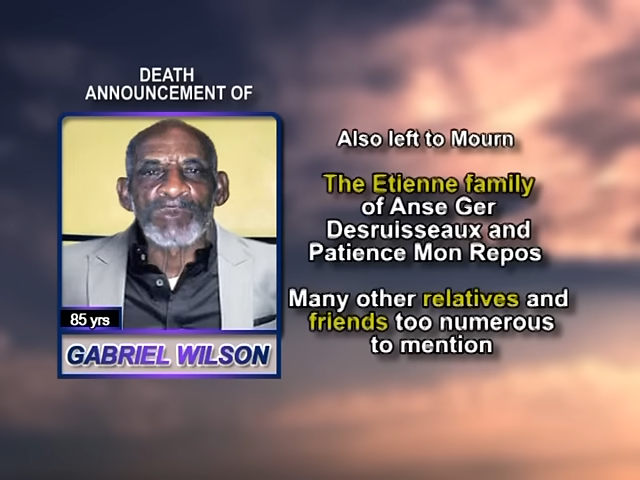 DEATH
ANNOUNCEMENT OF
85 yrs
GABRIEL WILSON
Also left to Mourn
The Etienne family
of Anse Ger
Desruisseaux and
Patience Mon Repos
Many other relatives and
friends too numerous
to mention